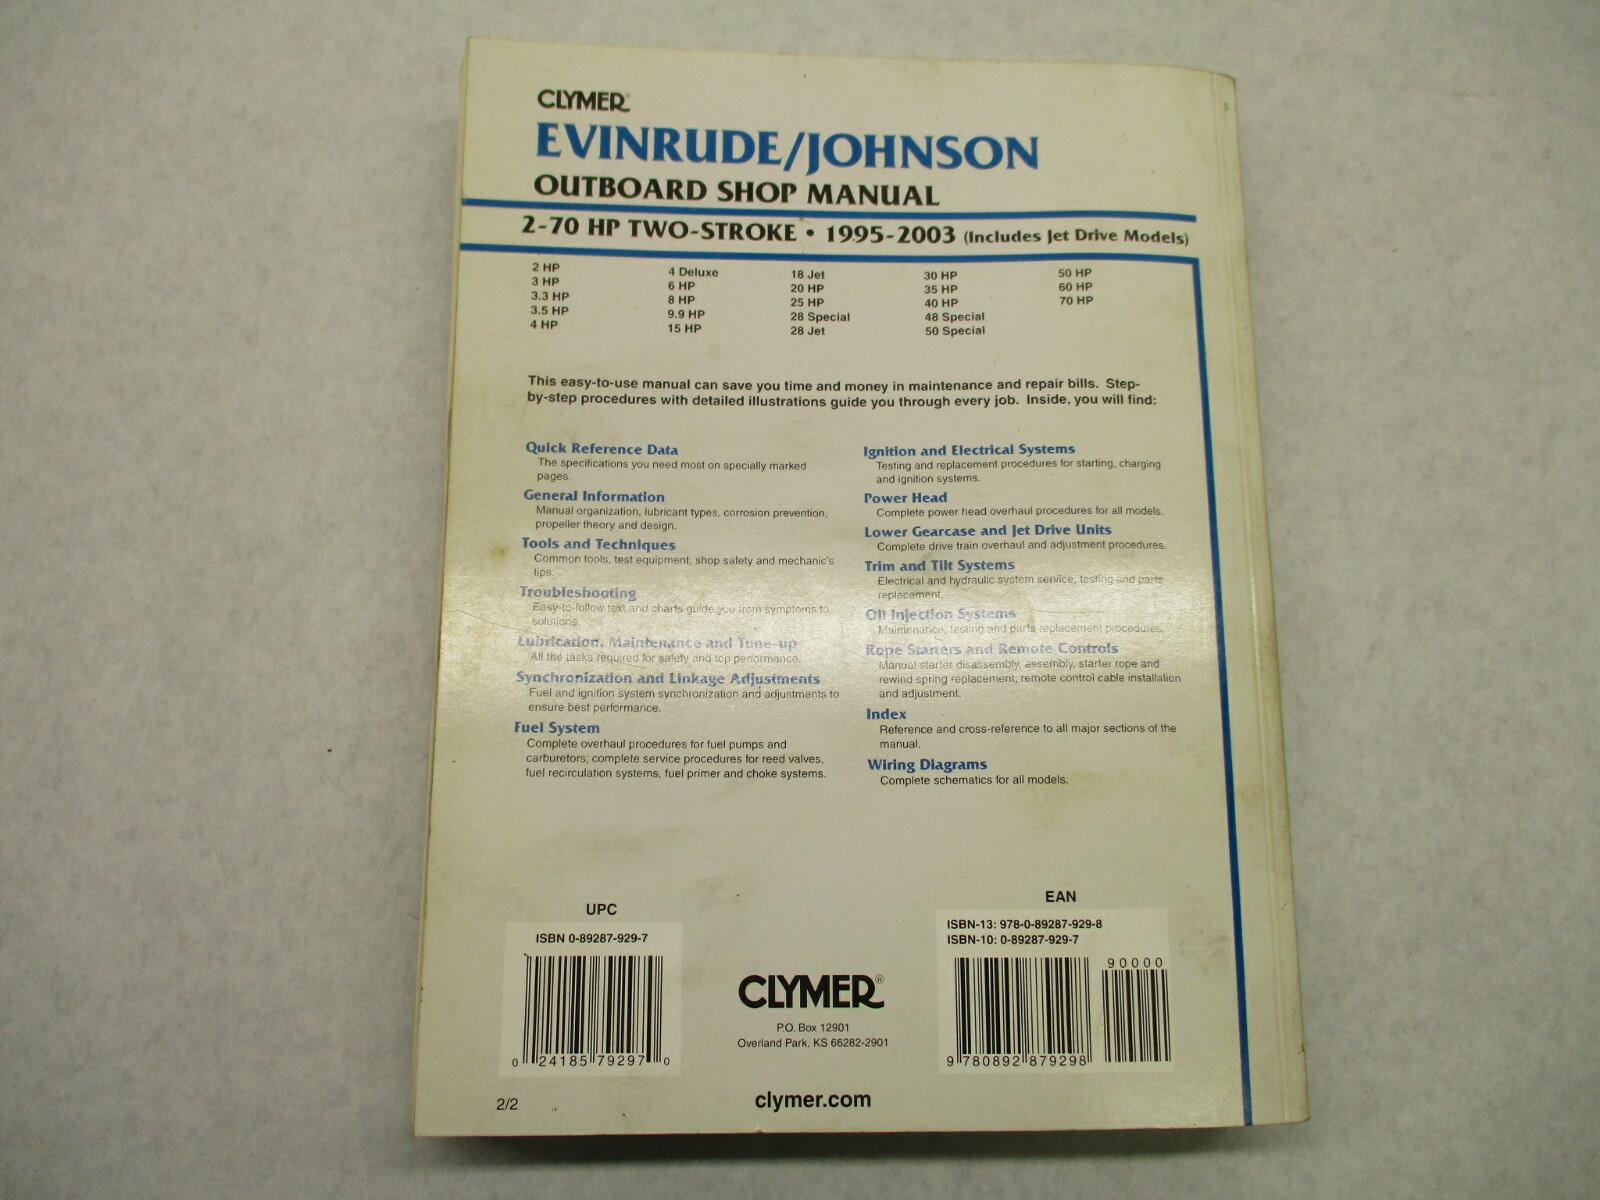 CLYMER®
EVINRUDE/JOHNSON
OUTBOARD SHOP MANUAL
2-70 HP TWO-STROKE • 1995-2003 (Includes Jet Drive Models)
2 HP
3 HP
3.3 HP
3.5 HP
4 HP
4 Deluxe
6 HP
8 HP
9.9 HP
15 HP
18 Jet
20 HP
25 HP
28 Special
28 Jet
30 HP
35 HP
40 HP
48 Special
50 Special
50 HP
60 HP
70 HP
This easy-to-use manual can save you time and money in maintenance and repair bills. Step-
by-step procedures with detailed illustrations guide you through every job. Inside, you will find:
Quick Reference Data
The specifications you need most on specially marked
pages.
General Information
Manual organization, lubricant types, corrosion prevention,
propeller theory and design.
Tools and Techniques
Common tools, test equipment, shop safety and mechanic's
tips.
Troubleshooting
Easy-to-follow text and charts guide you from symptoms to
solutions.
Lubrication, Maintenance and Tune-up
All the tasks required for safety and top performance.
Synchronization and Linkage Adjustments
Fuel and ignition system synchronization and adjustments to
ensure best performance.
Fuel System
Complete overhaul procedures for fuel pumps and
carburetors; complete service procedures for reed valves,
fuel recirculation systems, fuel primer and choke systems.
Ignition and Electrical Systems
Testing and replacement procedures for starting, charging
and ignition systems.
Power Head
Complete power head overhaul procedures for all models.
Lower Gearcase and Jet Drive Units
Complete drive train overhaul and adjustment procedures.
Trim and Tilt Systems
Electrical and hydraulic system service, testing and parts
replacement.
Oil Injection Systems
Maintenance, testing and parts replacement procedures.
Rope Starters and Remote Controls
Manual starter disassembly, assembly, starter rope and
rewind spring replacement; remote control cable installation
and adjustment.
Index
Reference and cross-reference to all major sections of the
manual.
Wiring Diagrams
Complete schematics for all models.
UPC
ISBN 0-89287-929-7
0 24185 79297 0
CLYMER®
P.O. Box 12901
Overland Park, KS 66282-2901
clymer.com
EAN
ISBN-13: 978-0-89287-929-8
ISBN-10: 0-89287-929-7
90000
9 780892 879298
2/2